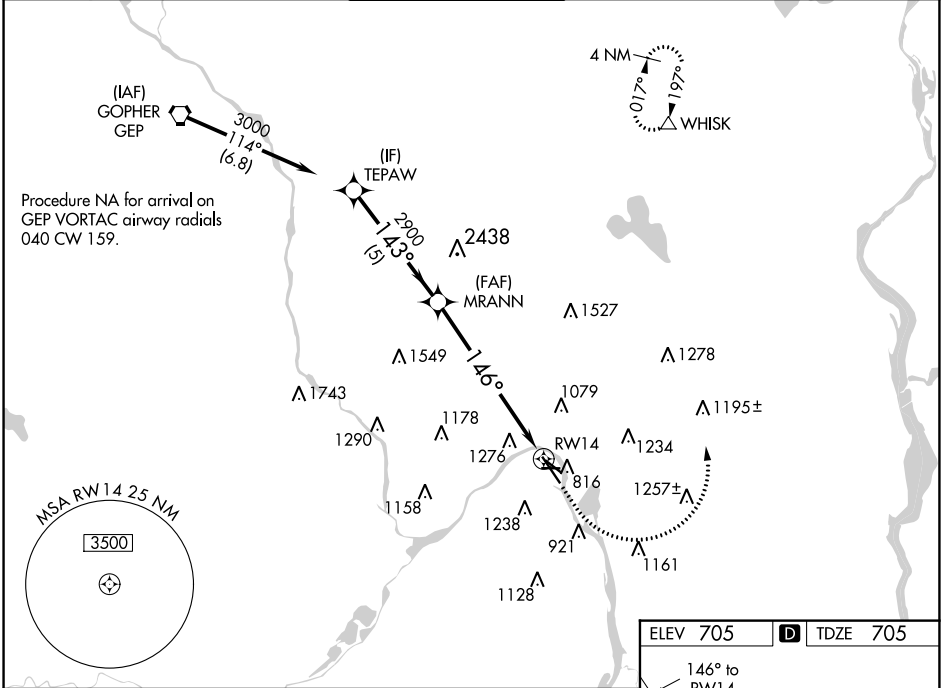 4 NM
017°
197°
WHISK
(IAF)
GOPHER
GEP
3000
114°
(6.8)
(IF)
TEPAW
Procedure NA for arrival on
GEP VORTAC airway radials
040 CW 159.
2900
143°
(5)
2438
(FAF)
MRANN
1527
1549
146°
1278
1743
1079
1195±
1290
1178
1276
RW14
1234
816
1257±
1158
1238
921
1161
1128
MSA RW14 25 NM
3500
ELEV 705 D TDZE 705
146° to
RW14